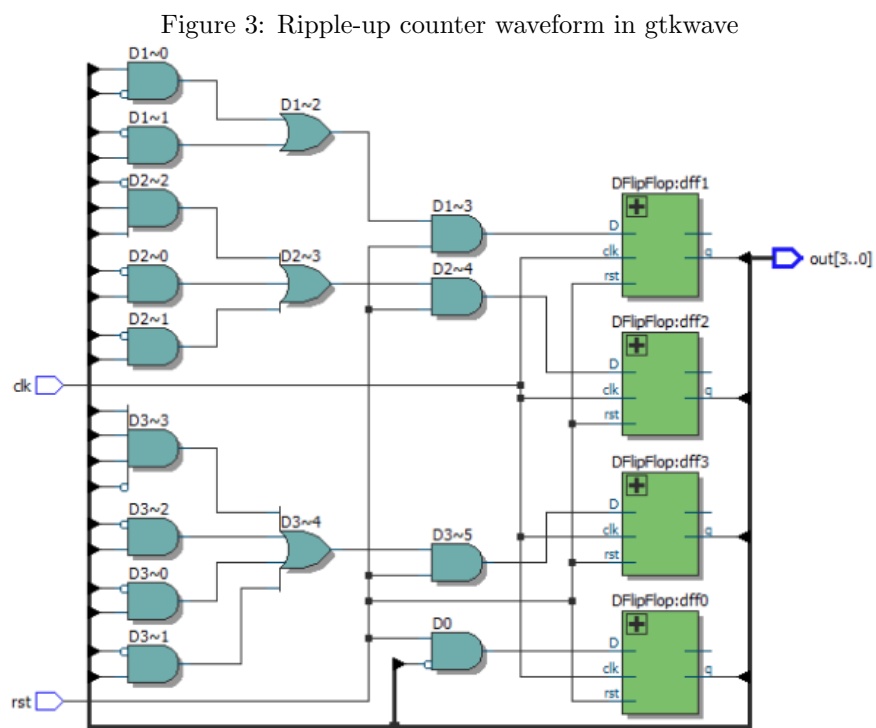 Figure 3: Ripple-up counter waveform in gtkwave
D1~0
D1~2
D1~1
D2~2
DFlipFlop:dff1
D1~3
D
D2~0
D2~3
clk
q
out[3..0]
D2~4
rst
D2~1
DFlipFlop:dff2
D
clk
clk
q
rst
D3~3
DFlipFlop:dff3
D3~2
D3~4
D
D3~5
clk
q
rst
D3~0
DFlipFlop:dff0
D3~1
D0
D
clk
q
rst
rst